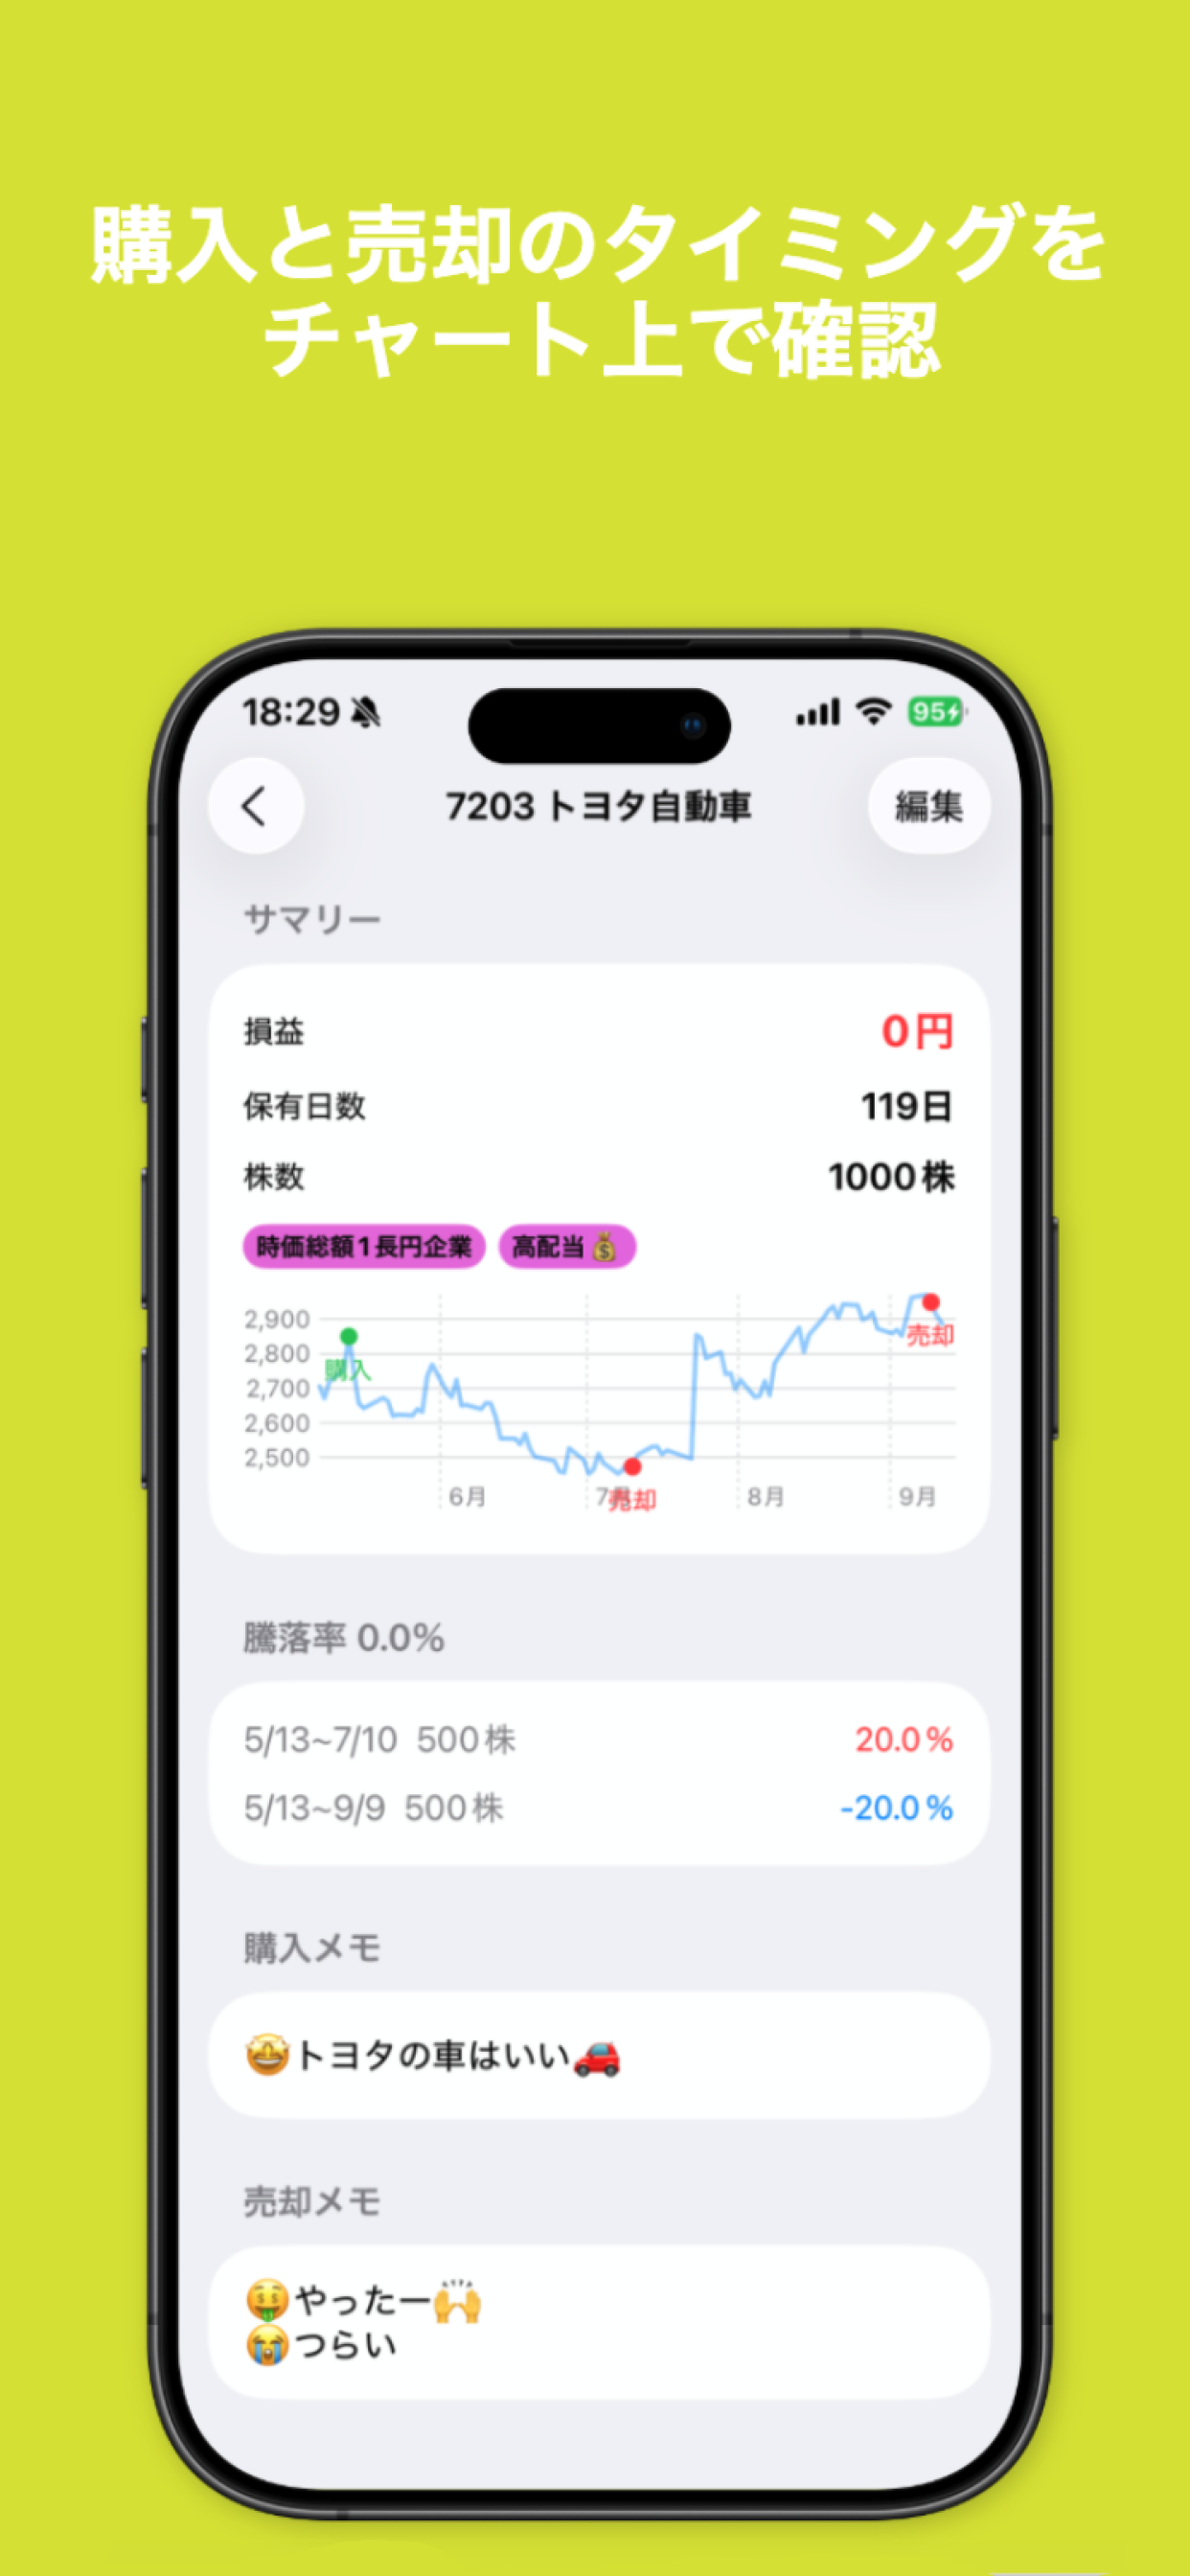 購入と売却のタイミングを
チャート上で確認
18:29
95
7203 トヨタ自動車
編集
サマリー
損益 0円
保有日数 119日
株数 1000株
時価総額1長円企業 高配当💰
2,900
2,800
2,700
2,600
2,500
購入
売却
売却
6月 7月 8月 9月
騰落率 0.0%
5/13~7/10 500株 20.0%
5/13~9/9 500株 -20.0%
購入メモ
🤩トヨタの車はいい🚗
売却メモ
🤑やったー🙌
😭つらい